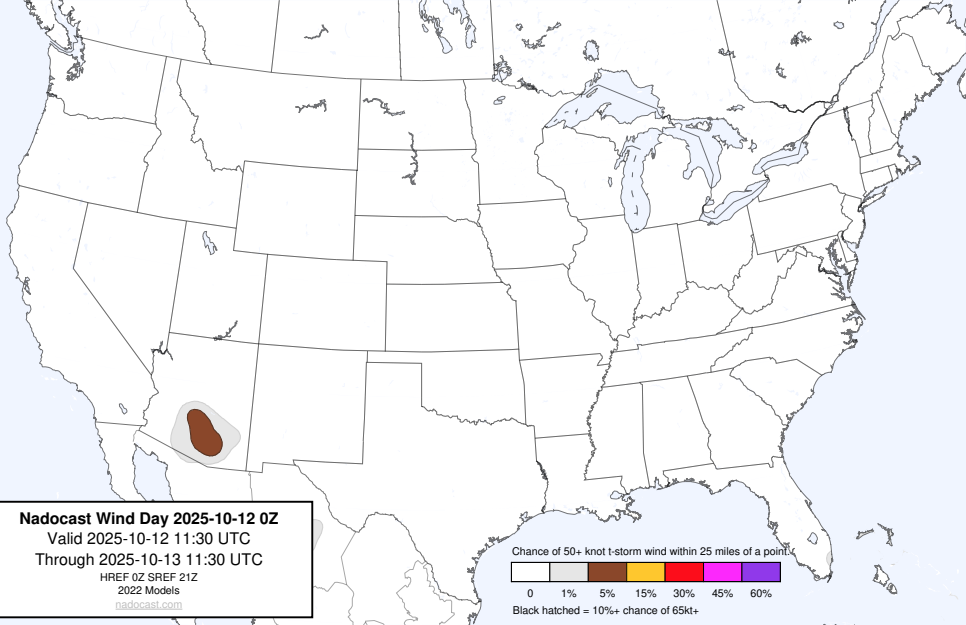 Nadocast Wind Day 2025-10-12 0Z
Valid 2025-10-12 11:30 UTC
Through 2025-10-13 11:30 UTC
HREF 0Z SREF 21Z
2022 Models
nadocast.com
Chance of 50+ knot t-storm wind within 25 miles of a point.
0 1% 5% 15% 30% 45% 60%
Black hatched = 10%+ chance of 65kt+